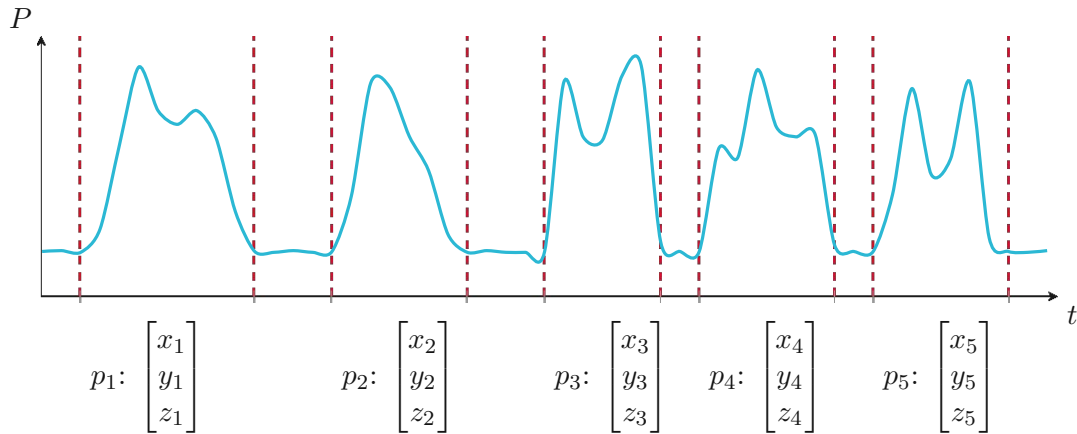 P
t
p₁: [x₁ y₁ z₁]
p₂: [x₂ y₂ z₂]
p₃: [x₃ y₃ z₃]
p₄: [x₄ y₄ z₄]
p₅: [x₅ y₅ z₅]